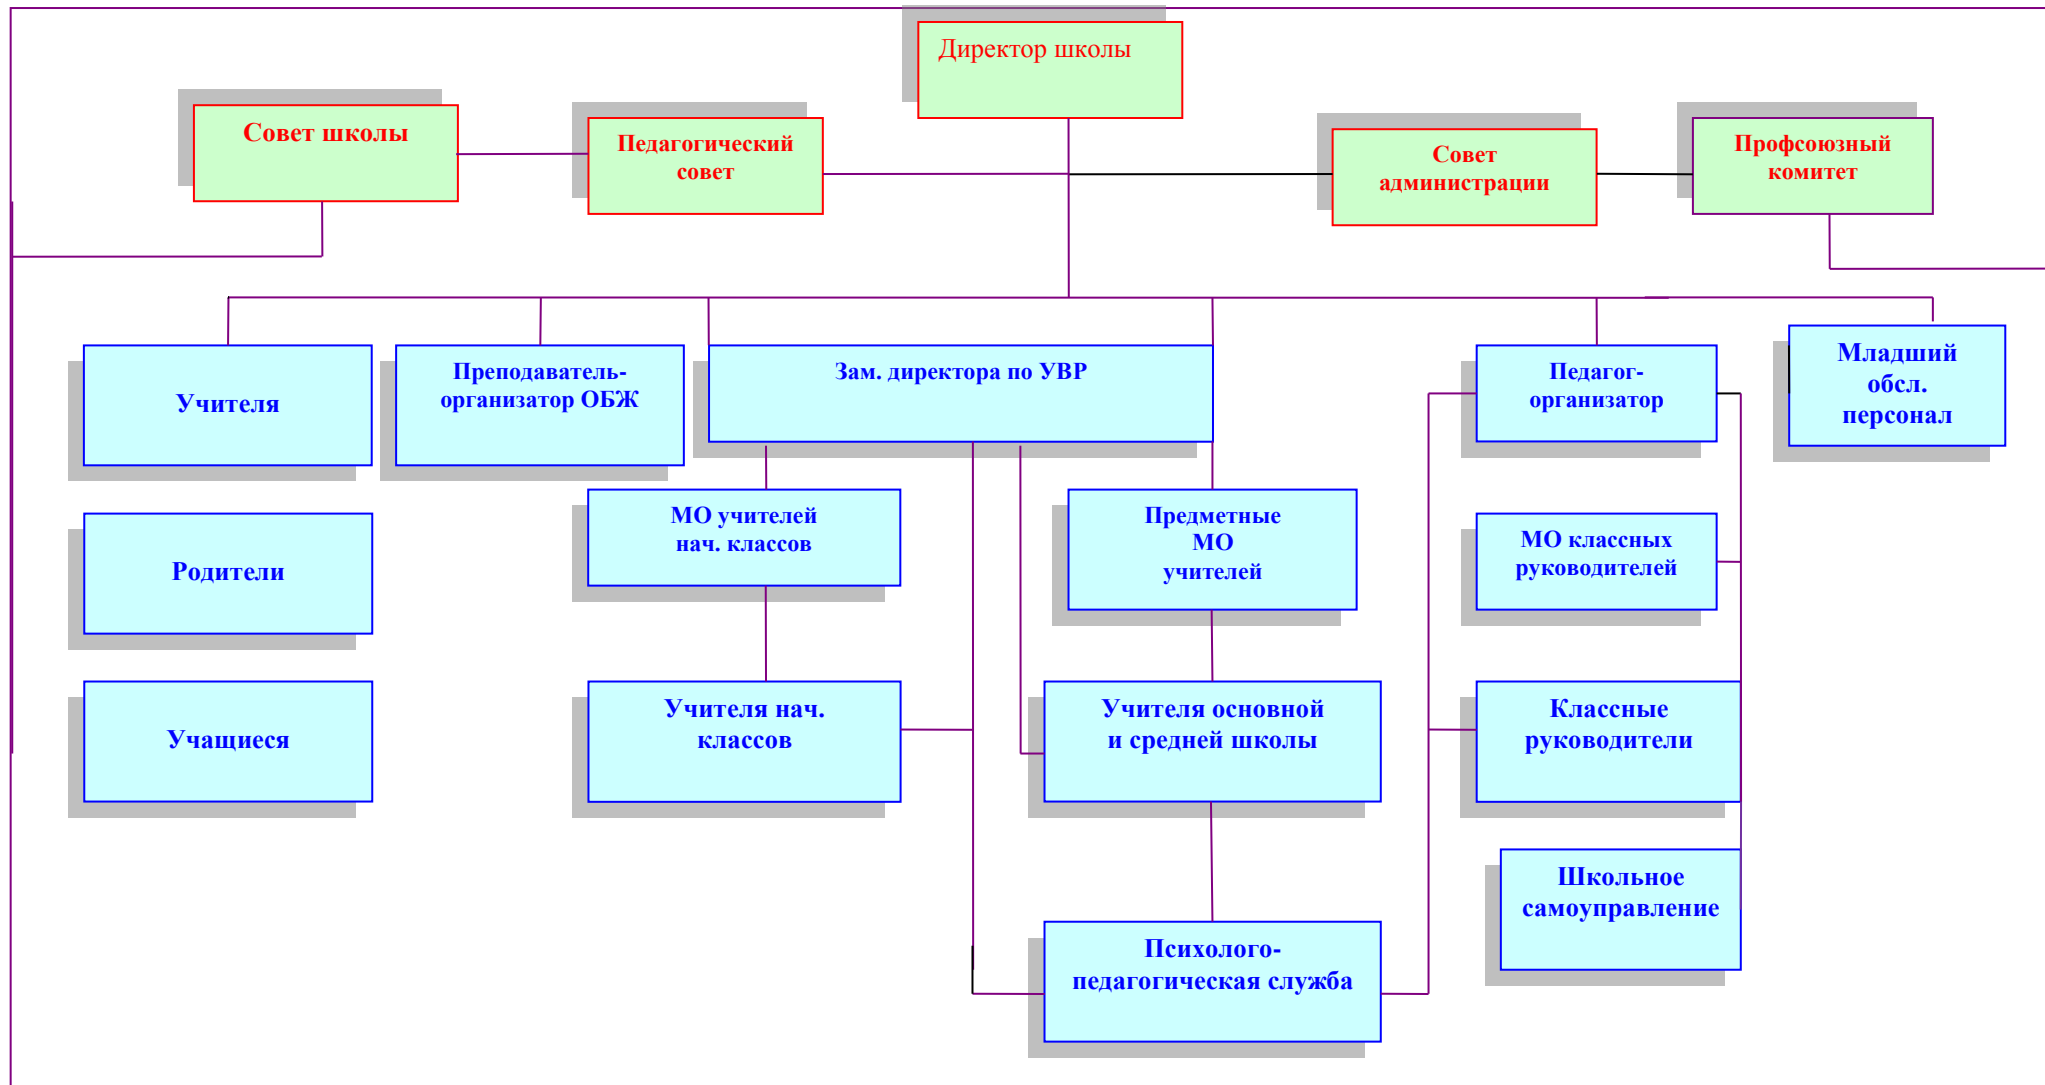 Директор школы
Совет школы
Педагогический
совет
Совет
администрации
Профсоюзный
комитет
Учителя
Преподаватель-
организатор ОБЖ
Зам. директора по УВР
Педагог-
организатор
Младший
обсл.
персонал
Родители
МО учителей
нач. классов
Предметные
МО
учителей
МО классных
руководителей
Учащиеся
Учителя нач.
классов
Учителя основной
и средней школы
Классные
руководители
Школьное
самоуправление
Психолого-
педагогическая служба